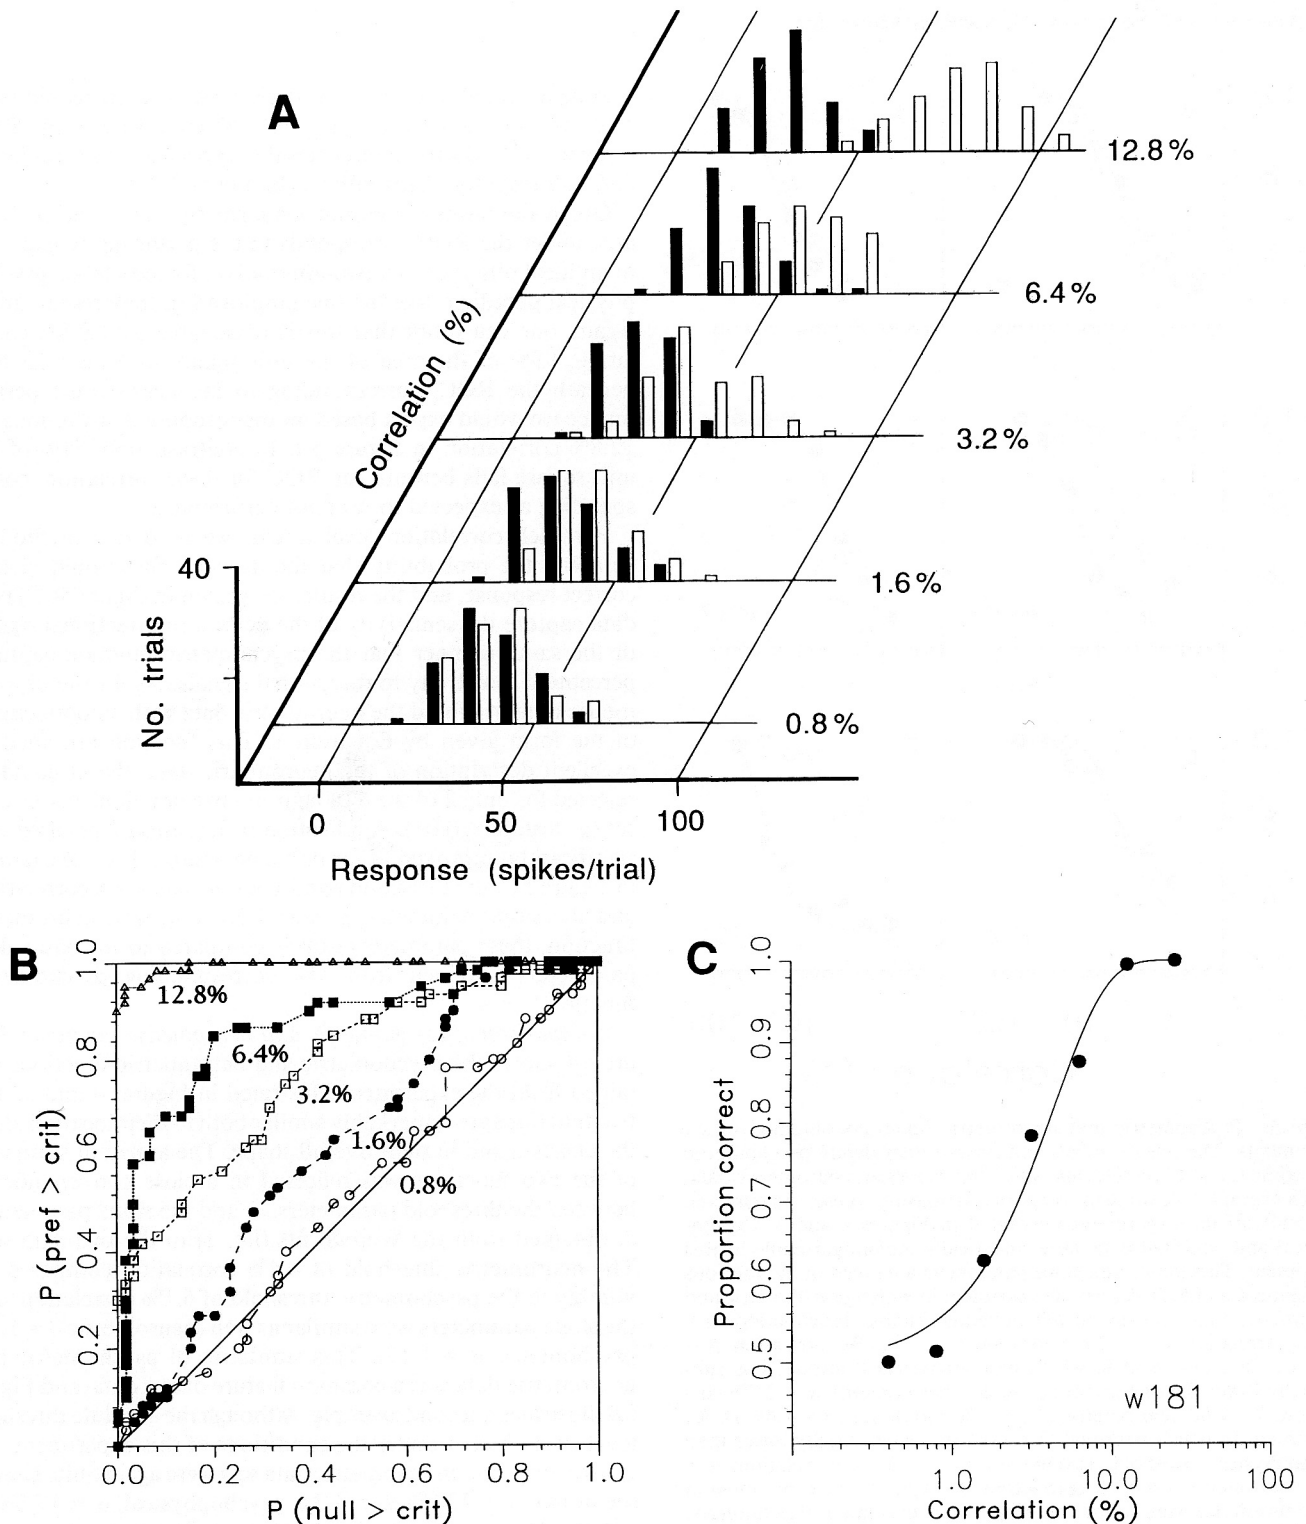 A
12.8%
6.4%
Correlation (%)
3.2%
1.6%
40
No. trials
0.8%
0 50 100
Response (spikes/trial)
B
1.0
0.8
0.6
0.4
0.2
P (pref > crit)
12.8%
6.4%
3.2%
1.6%
0.8%
0.0 0.2 0.4 0.6 0.8 1.0
P (null > crit)
C
1.0
0.9
0.8
0.7
0.6
0.5
Proportion correct
w181
1.0 10.0 100
Correlation (%)